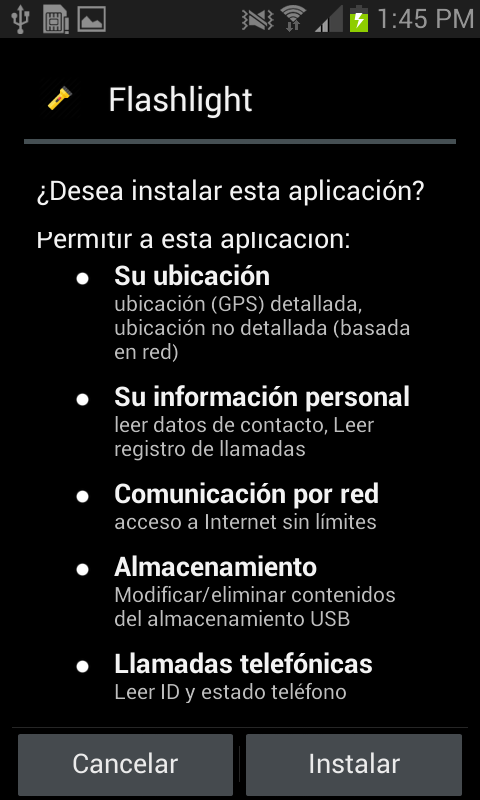 1:45 PM
Flashlight
¿Desea instalar esta aplicación?
Permitir a esta aplicación:
Su ubicación
ubicación (GPS) detallada,
ubicación no detallada (basada
en red)
Su información personal
leer datos de contacto, Leer
registro de llamadas
Comunicación por red
acceso a Internet sin límites
Almacenamiento
Modificar/eliminar contenidos
del almacenamiento USB
Llamadas telefónicas
Leer ID y estado teléfono
Cancelar
Instalar